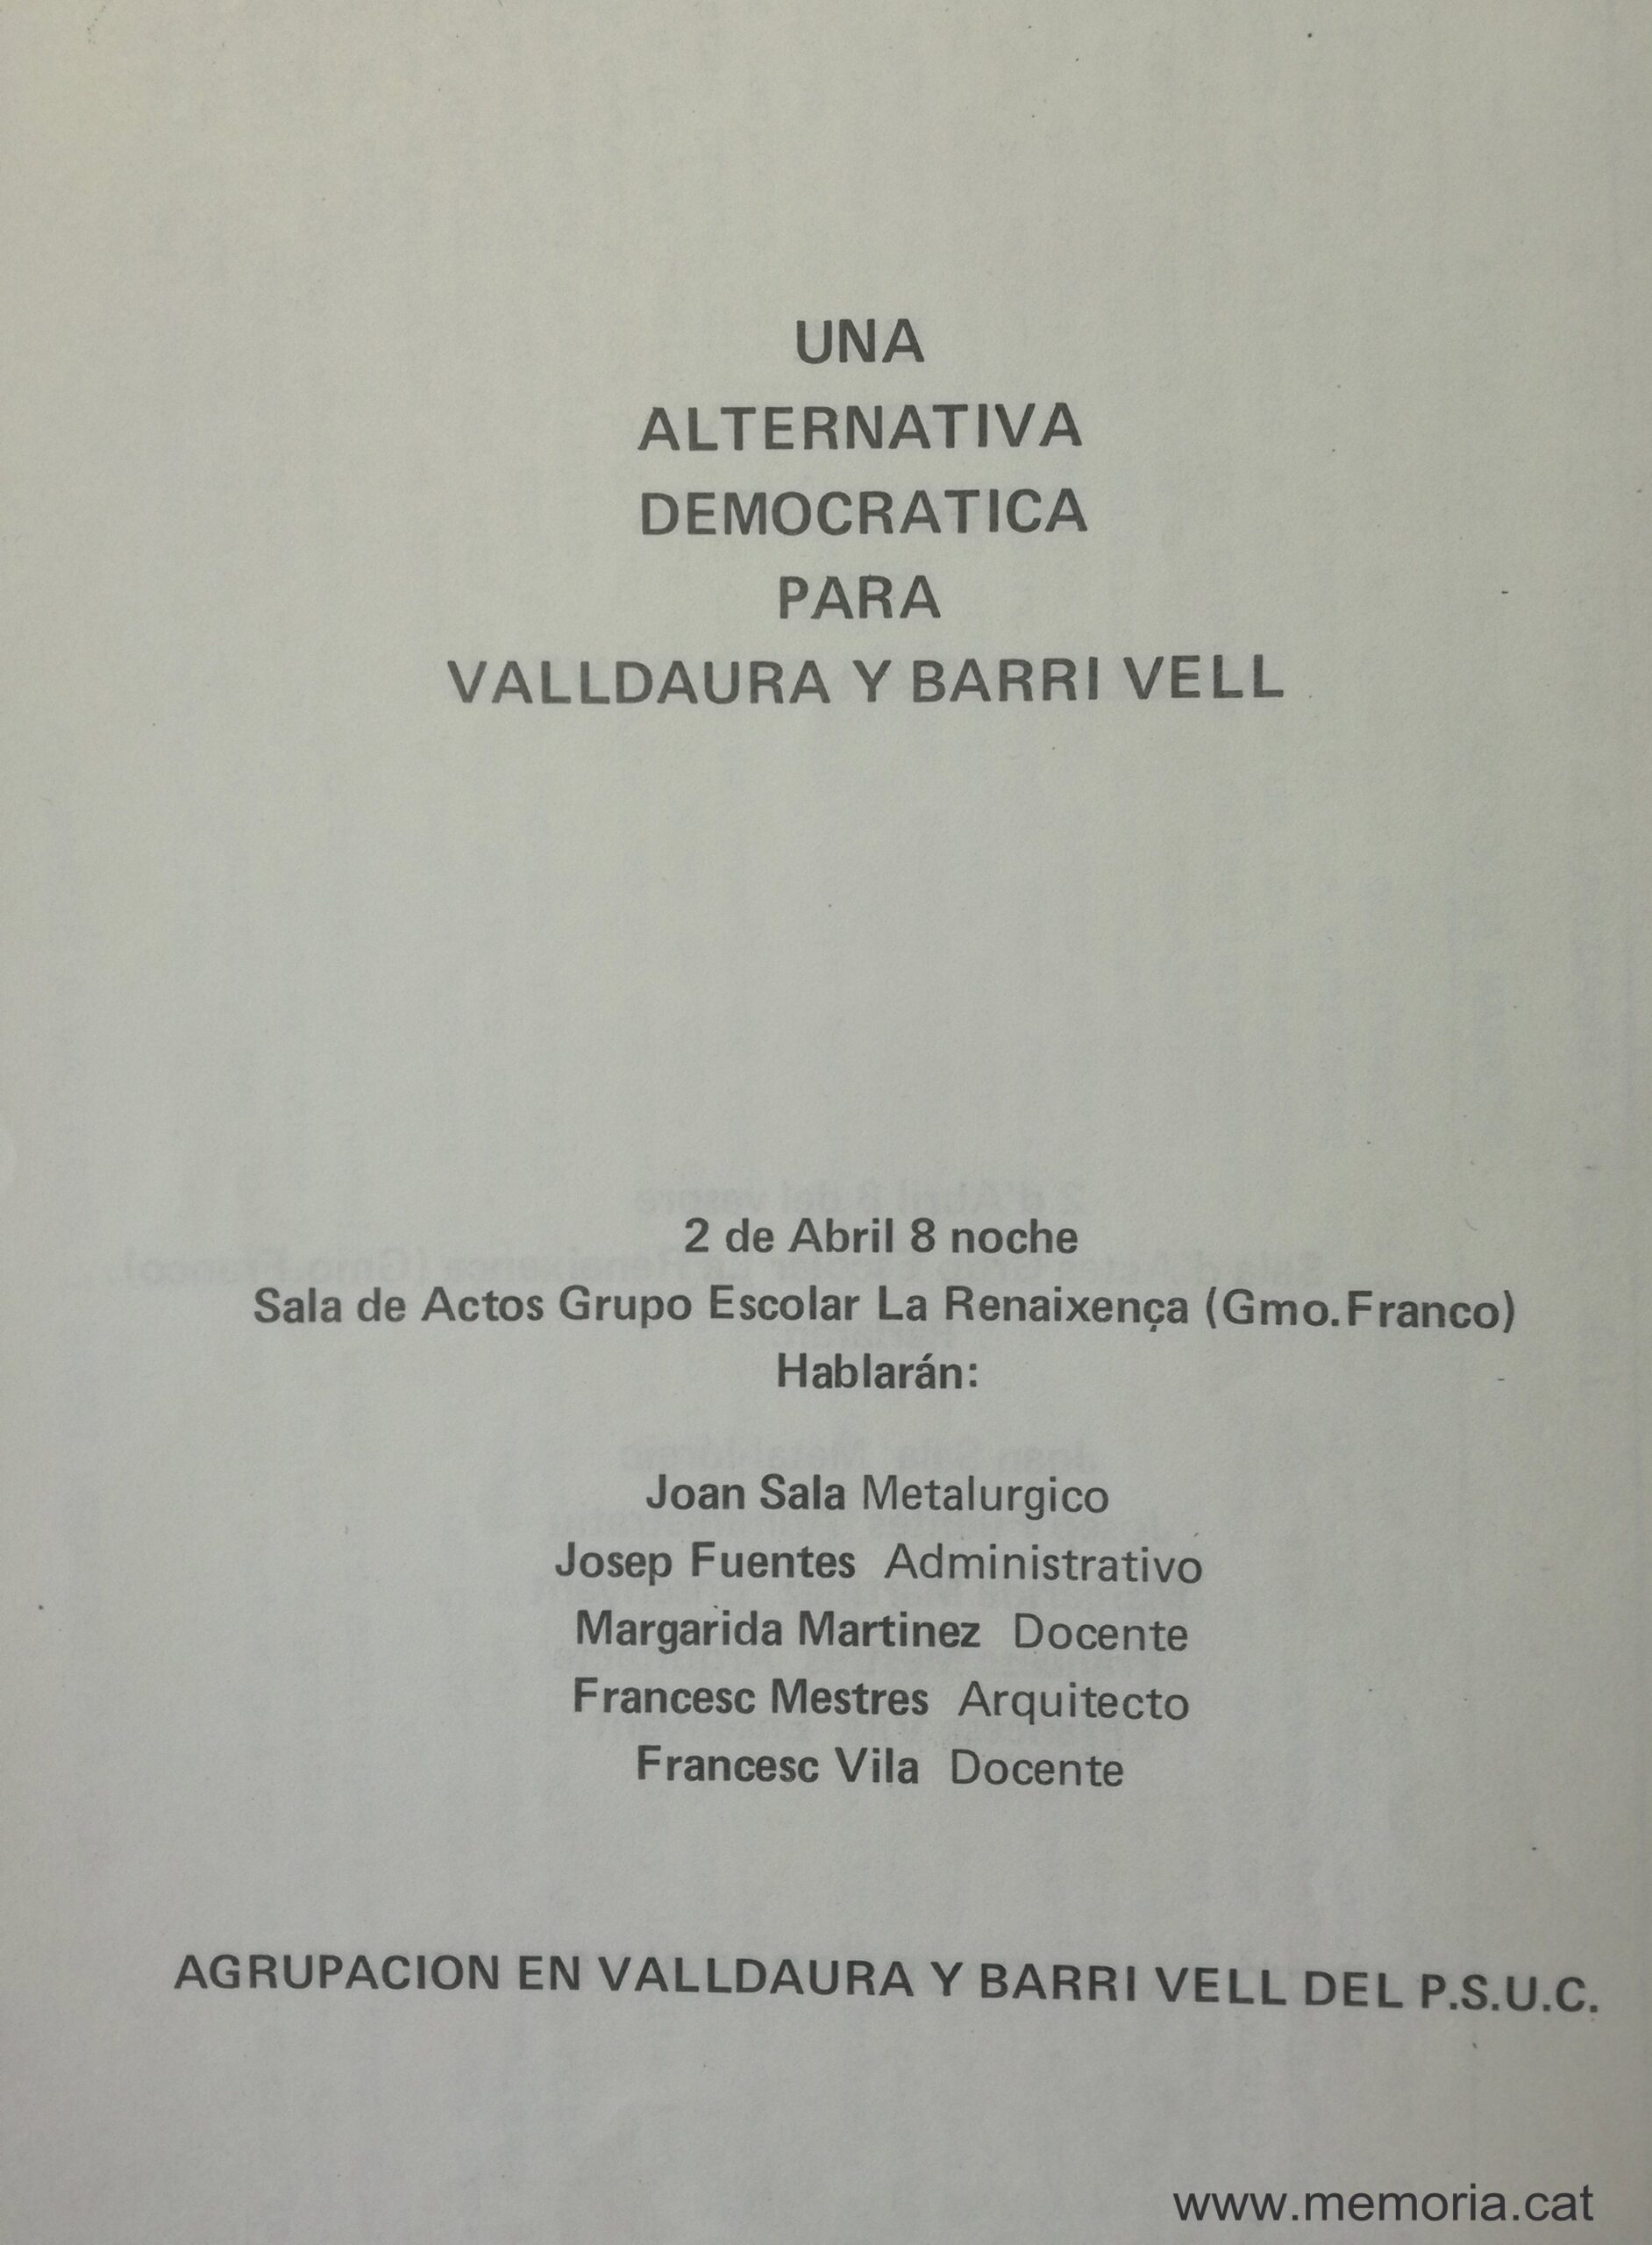 UNA
ALTERNATIVA
DEMOCRATICA
PARA
VALLDAURA Y BARRI VELL
2 de Abril 8 noche
Sala de Actos Grupo Escolar La Renaixença (Gmo.Franco)
Hablarán:
Joan Sala Metalurgico
Josep Fuentes Administrativo
Margarida Martinez Docente
Francesc Mestres Arquitecto
Francesc Vila Docente
AGRUPACION EN VALLDAURA Y BARRI VELL DEL P.S.U.C.
www.memoria.cat